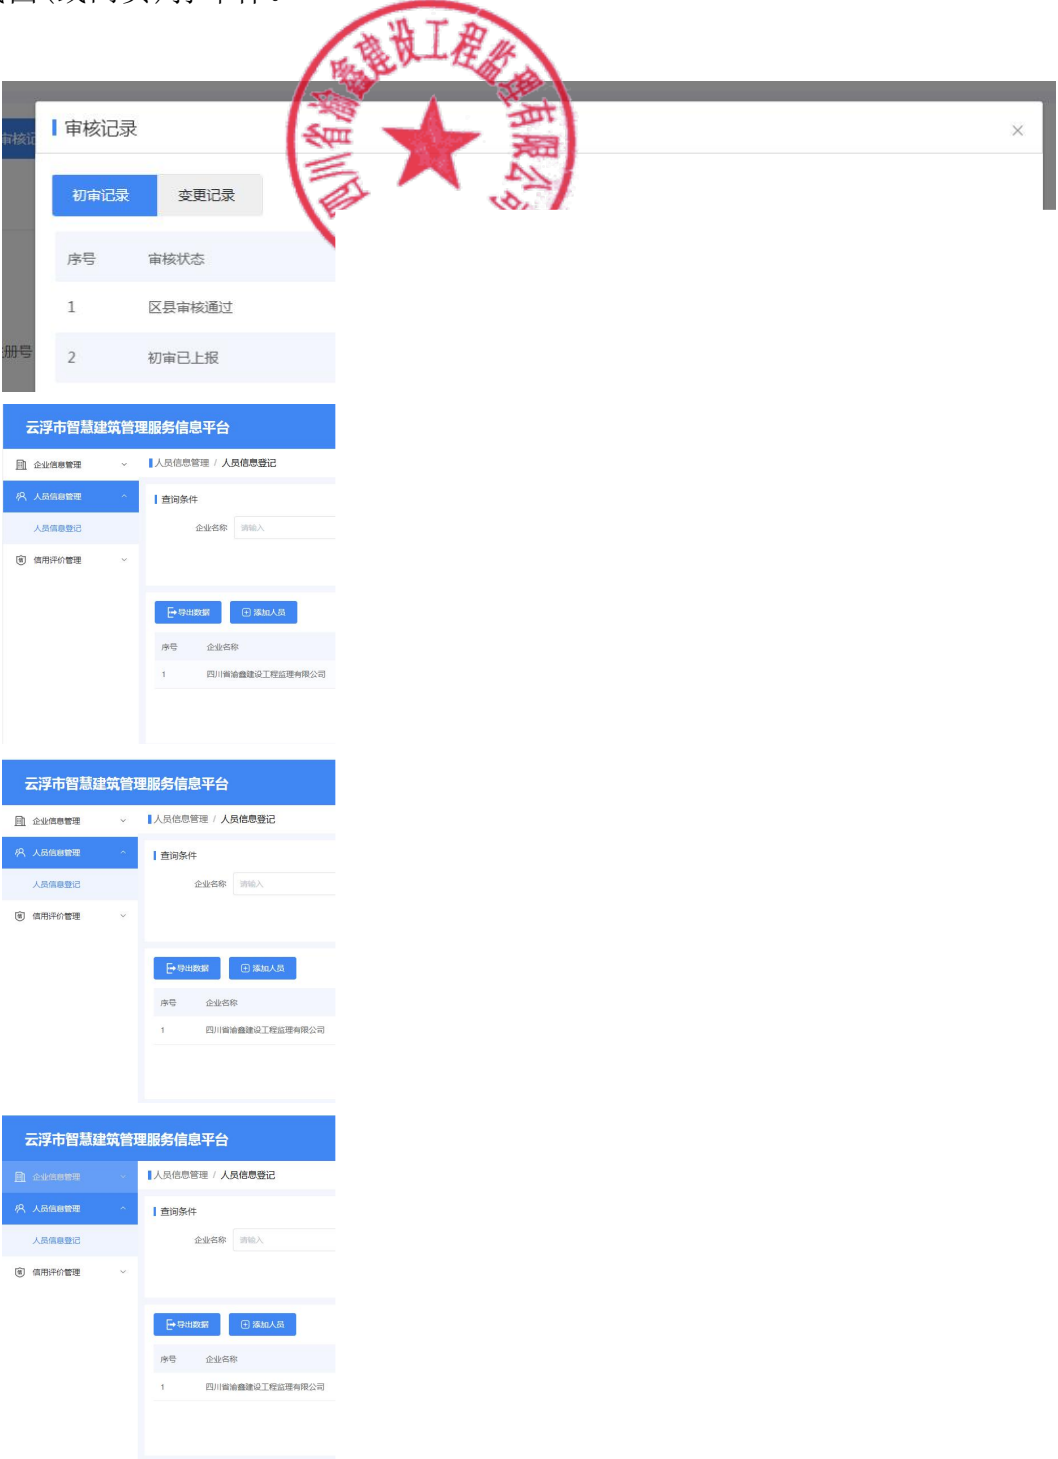 四川省渝鑫建设工程监理有限公司
审核记录
初审记录 变更记录
序号 审核状态
1 区县审核通过
册号
2 初审已上报
云浮市智慧建筑管理服务信息平台
企业信息管理
人员信息管理 / 人员信息登记
人员信息管理
查询条件
人员信息登记
企业名称 请输入
信用评价管理
导出数据 添加人员
序号 企业名称
1 四川省渝鑫建设工程监理有限公司
云浮市智慧建筑管理服务信息平台
企业信息管理
人员信息管理 / 人员信息登记
人员信息管理
查询条件
人员信息登记
企业名称 请输入
信用评价管理
导出数据 添加人员
序号 企业名称
1 四川省渝鑫建设工程监理有限公司
云浮市智慧建筑管理服务信息平台
企业信息管理
人员信息管理 / 人员信息登记
人员信息管理
查询条件
人员信息登记
企业名称 请输入
信用评价管理
导出数据 添加人员
序号 企业名称
1 四川省渝鑫建设工程监理有限公司